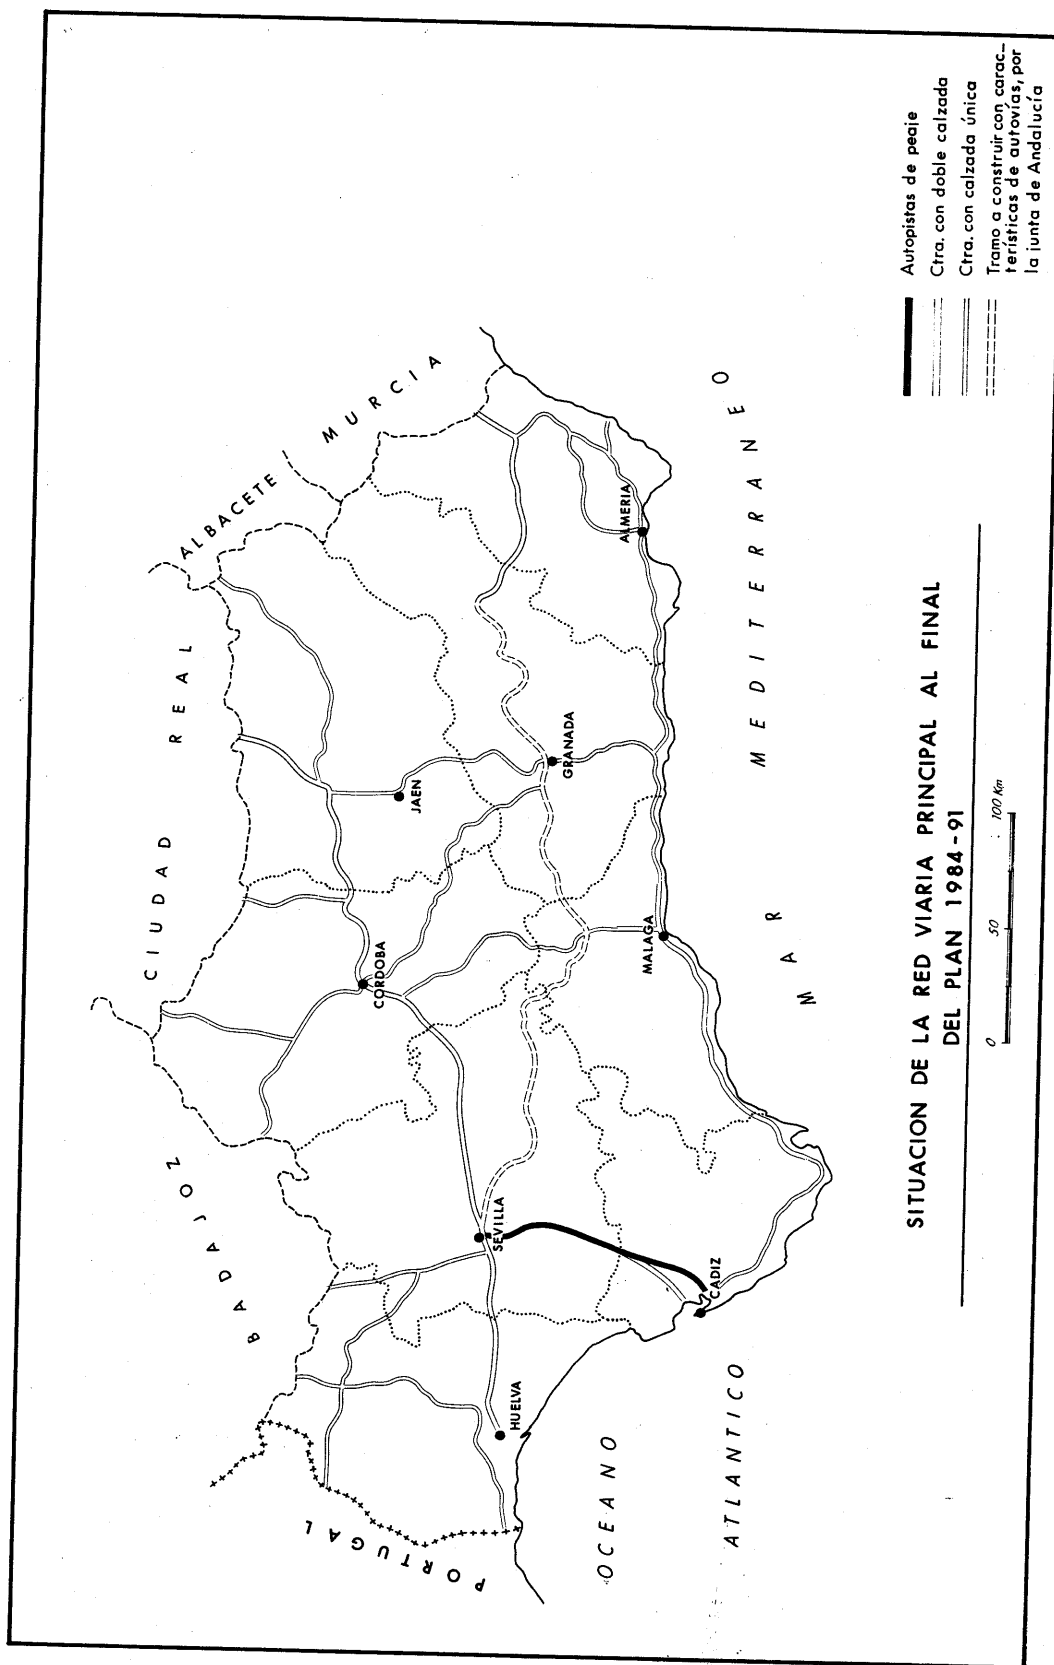 CIUDAD REAL
ALBACETE
MURCIA
BADAJOZ
PORTUGAL
CORDOBA
JAEN
SEVILLA
HUELVA
GRANADA
ALMERIA
MALAGA
CADIZ
OCEANO
ATLANTICO
MAR MEDITERRANEO
SITUACION DE LA RED VIARIA PRINCIPAL AL FINAL
DEL PLAN 1984-91
0 50 100 Km
Autopistas de peaje
Ctra. con doble calzada
Ctra. con calzada única
Tramo a construir con carac-
terísticas de autovías, por
la junta de Andalucía